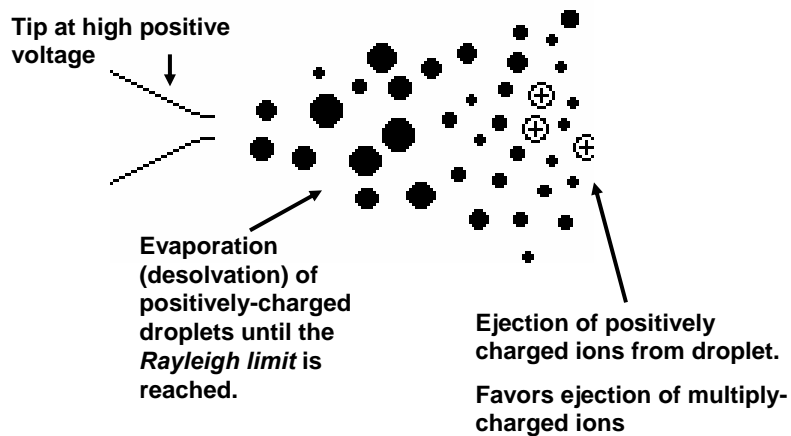 Tip at high positive
voltage
Evaporation
(desolvation) of
positively-charged
droplets until the
Rayleigh limit is
reached.
Ejection of positively
charged ions from droplet.
Favors ejection of multiply-
charged ions